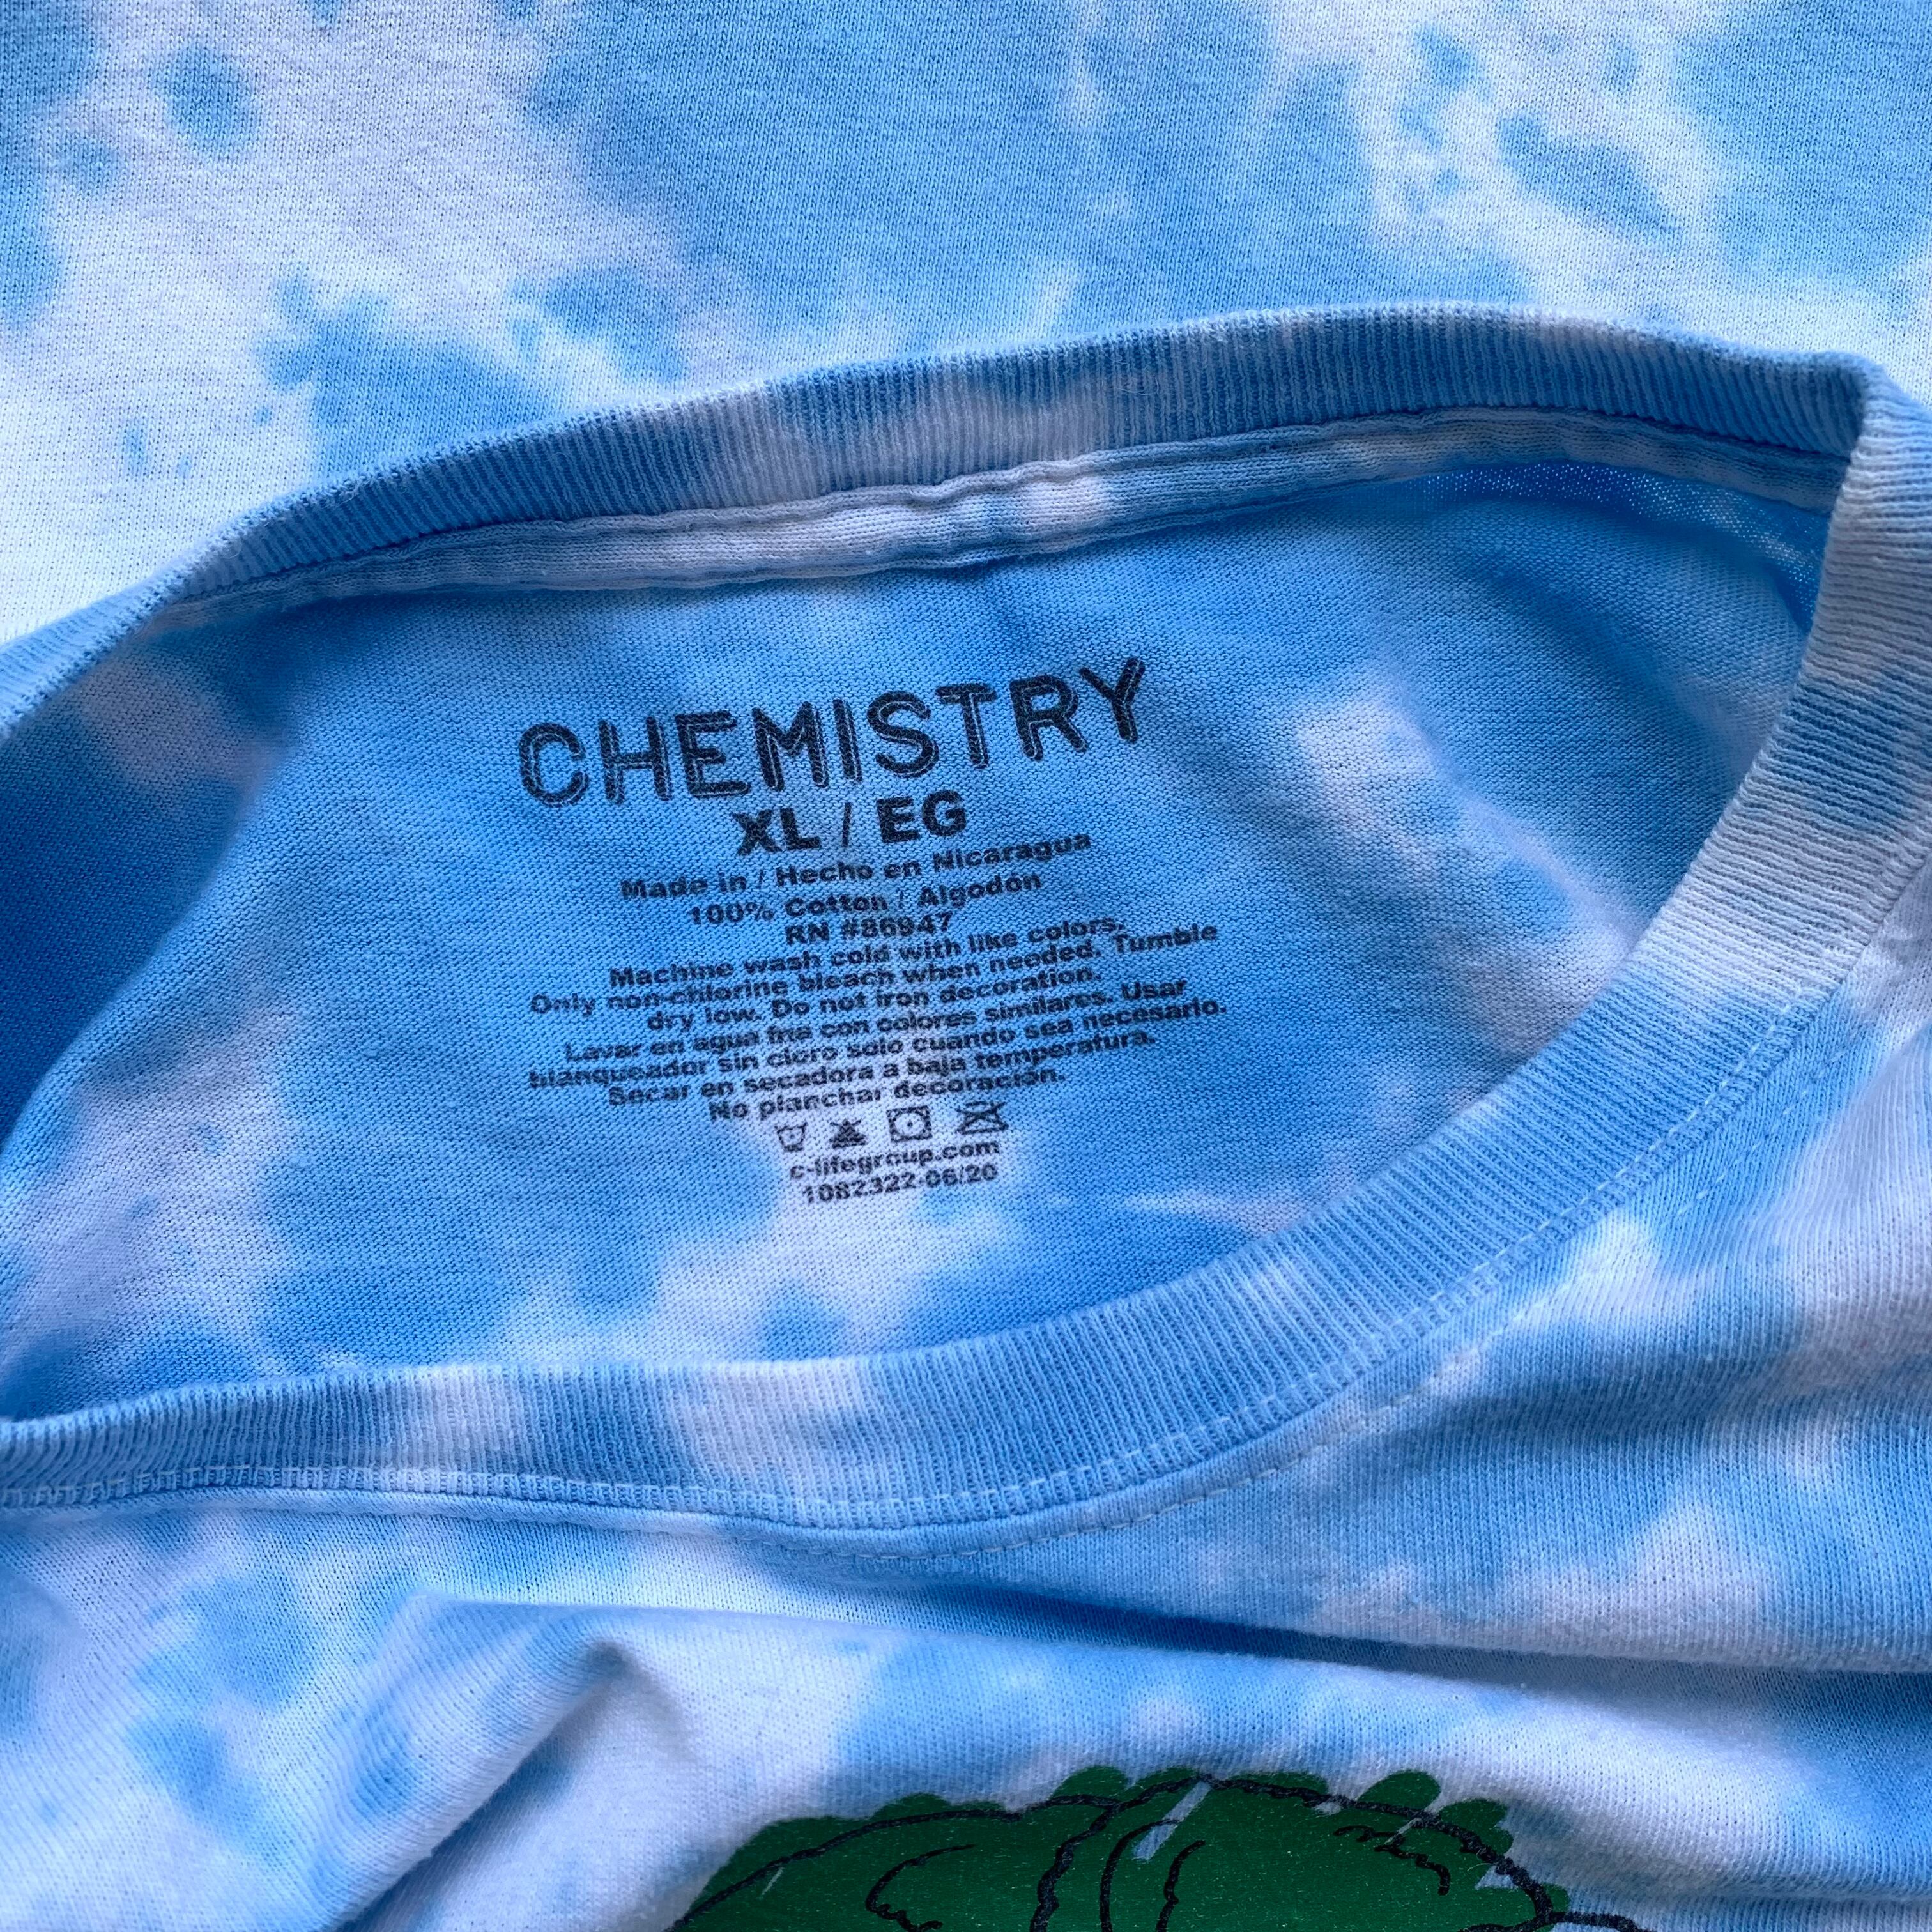 CHEMISTRY
XL / EG
Made in / Hecho en Nicaragua
100% Cotton / Algodón
RN #86947
Machine wash cold with like colors.
Only non-chlorine bleach when needed. Tumble
dry low. Do not iron decoration.
Lavar en agua fría con colores similares. Usar
blanqueador sin cloro solo cuando sea necesario.
Secar en secadora a baja temperatura.
No planchar decoración.
c-lifegroup.com
1082322-06/20